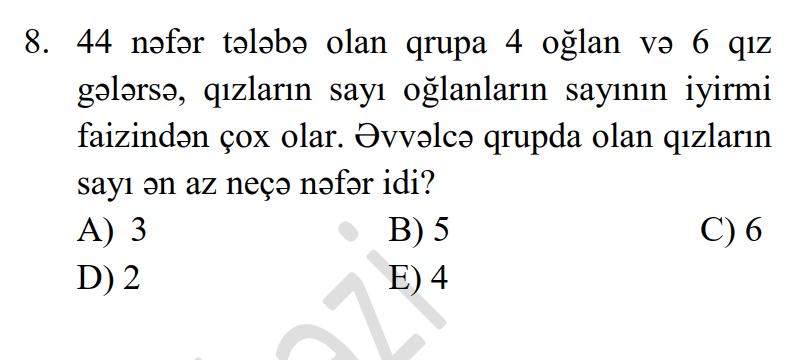 8. 44 nəfər tələbə olan qrupa 4 oğlan və 6 qız
gələrsə, qızların sayı oğlanların sayının iyirmi
faizindən çox olar. Əvvəlcə qrupda olan qızların
sayı ən az neçə nəfər idi?
A) 3 B) 5 C) 6
D) 2 E) 4